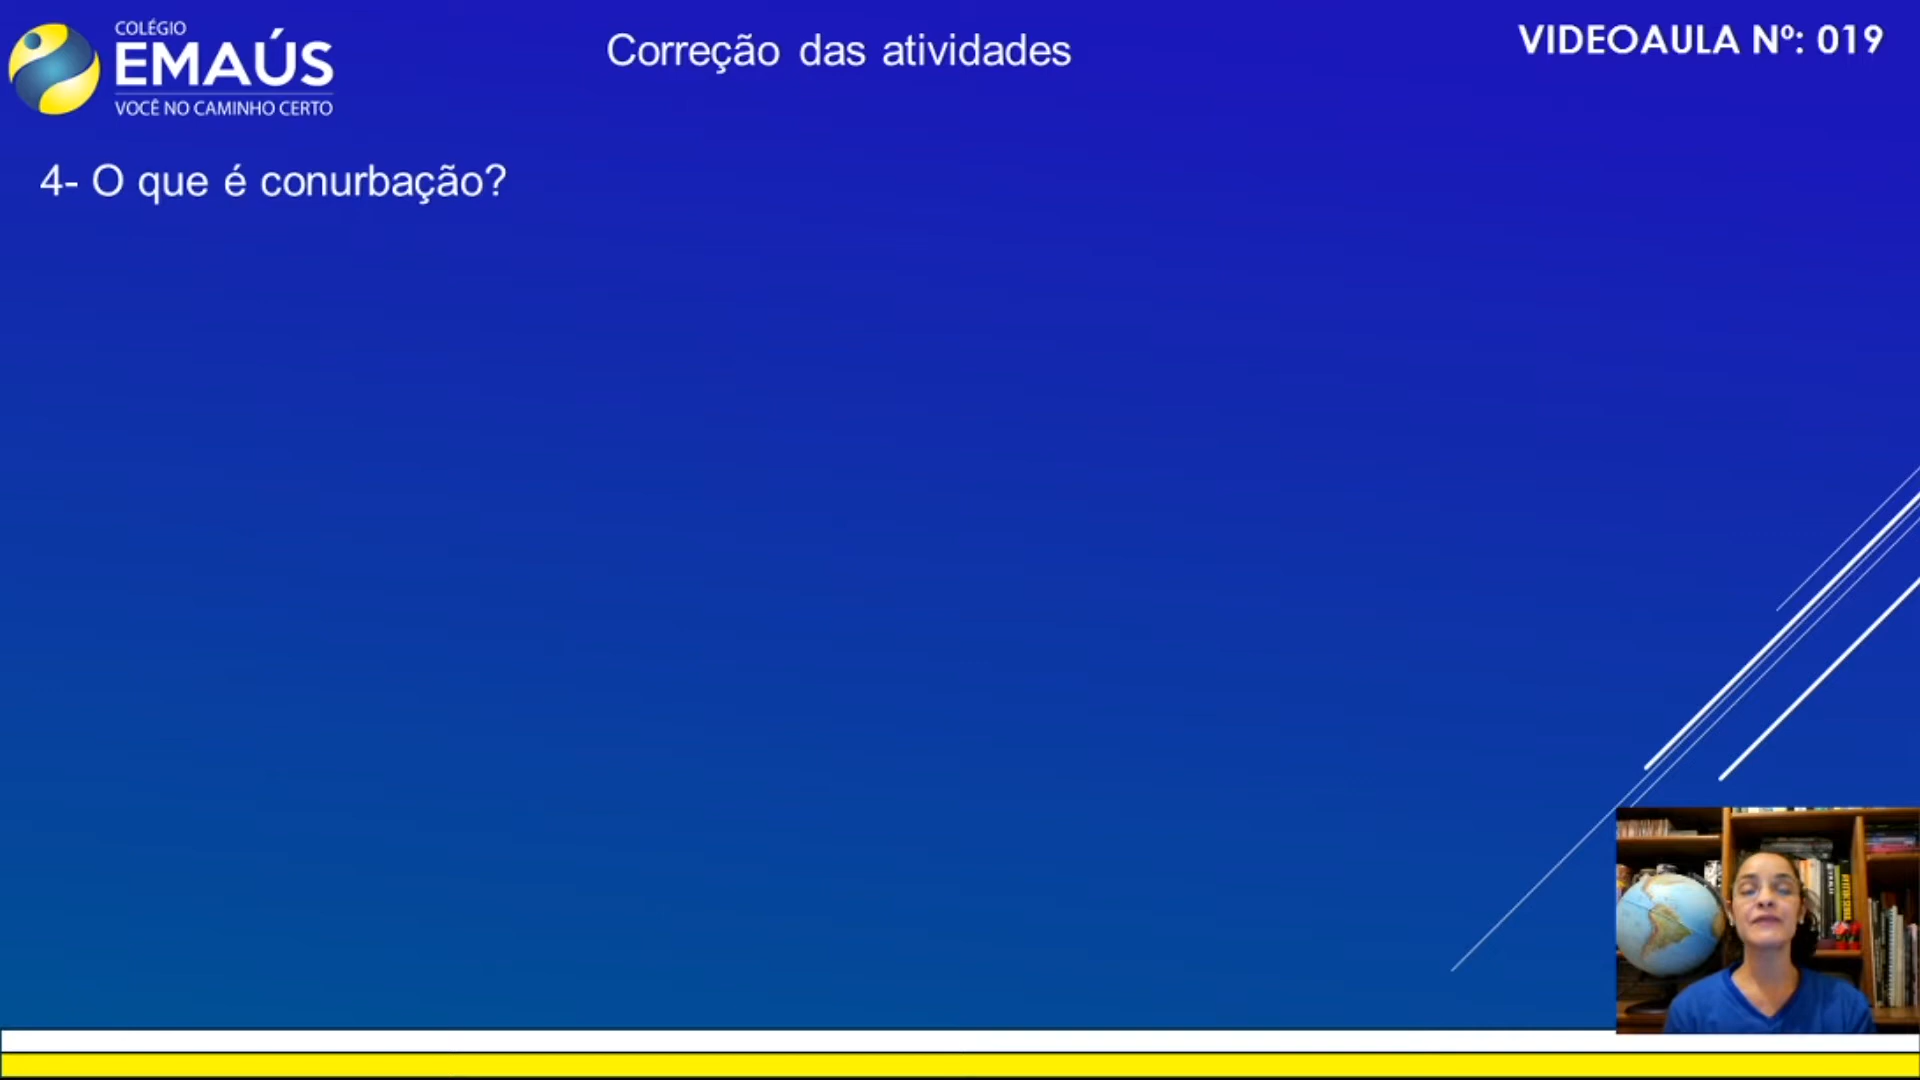 COLÉGIO
EMAÚS
VOCÊ NO CAMINHO CERTO
Correção das atividades
VIDEOAULA Nº: 019
4- O que é conurbação?